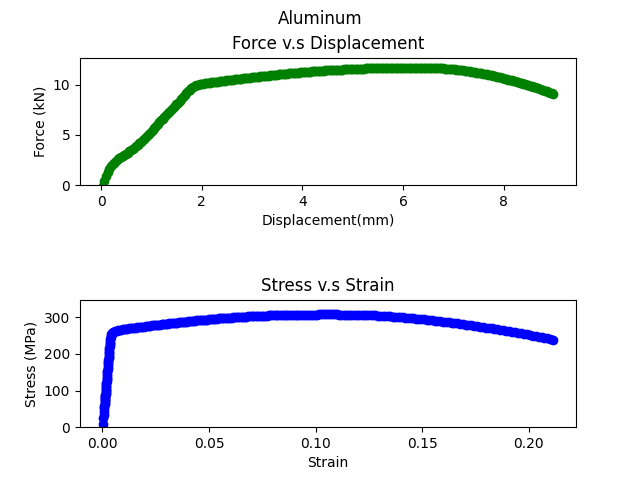 Aluminum
Force v.s Displacement
Force (kN)
10
5
0
0 2 4 6 8
Displacement(mm)
Stress v.s Strain
Stress (MPa)
300
200
100
0
0.00 0.05 0.10 0.15 0.20
Strain